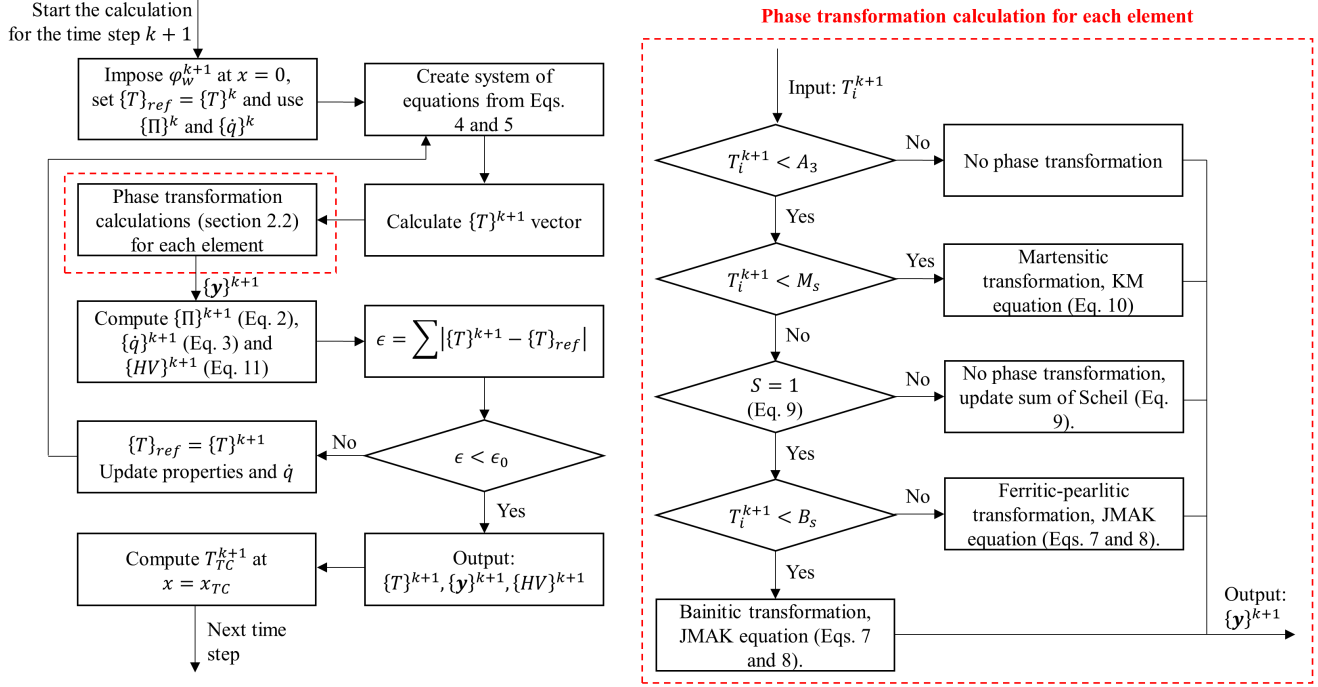 Start the calculation
for the time step k + 1
Impose φ_w^{k+1} at x = 0,
set {T}_{ref} = {T}^k and use
{Π}^k and {q̇}^k
Create system of
equations from Eqs.
4 and 5
Phase transformation
calculations (section 2.2)
for each element
Calculate {T}^{k+1} vector
{y}^{k+1}
Compute {Π}^{k+1} (Eq. 2),
{q̇}^{k+1} (Eq. 3) and
{HV}^{k+1} (Eq. 11)
ϵ = ∑|{T}^{k+1} − {T}_{ref}|
{T}_{ref} = {T}^{k+1}
Update properties and q̇
No
ϵ < ϵ_0
Yes
Compute T_{TC}^{k+1} at
x = x_{TC}
Output:
{T}^{k+1}, {y}^{k+1}, {HV}^{k+1}
Next time
step
Phase transformation calculation for each element
Input: T_i^{k+1}
T_i^{k+1} < A_3
No
No phase transformation
Yes
T_i^{k+1} < M_s
Yes
Martensitic
transformation, KM
equation (Eq. 10)
No
S = 1
(Eq. 9)
No
No phase transformation,
update sum of Scheil (Eq.
9).
Yes
T_i^{k+1} < B_s
No
Ferritic-pearlitic
transformation, JMAK
equation (Eqs. 7 and 8).
Yes
Bainitic transformation,
JMAK equation (Eqs. 7
and 8).
Output:
{y}^{k+1}